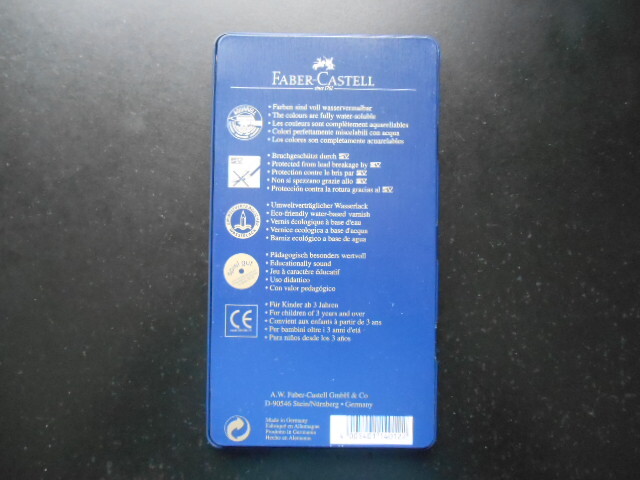 FABER-CASTELL
since 1761
• Farben sind voll wasservermalbar
• The colours are fully water-soluble
• Les couleurs sont complètement aquarellables
• Colori perfettamente miscelabili con acqua
• Los colores son completamente acuarelables
• Bruchgeschützt durch SV
• Protected from lead breakage by SV
• Protection contre le bris par SV
• Non si spezzano grazie allo SV
• Protección contra la rotura gracias al SV
• Umweltverträglicher Wasserlack
• Eco-friendly water-based varnish
• Vernis écologique à base d'eau
• Vernice ecologica a base d'acqua
• Barniz ecológico a base de agua
• Pädagogisch besonders wertvoll
• Educationally sound
• Jeu à caractère éducatif
• Uso didattico
• Con valor pedagógico
CE
• Für Kinder ab 3 Jahren
• For children of 3 years and over
• Convient aux enfants à partir de 3 ans
• Per bambini oltre i 3 anni d'età
• Para niños desde los 3 años
A.W. Faber-Castell GmbH & Co
D-90546 Stein/Nürnberg • Germany
Made in Germany
Fabriqué en Allemagne
Prodotto in Germania
Hecho en Alemania